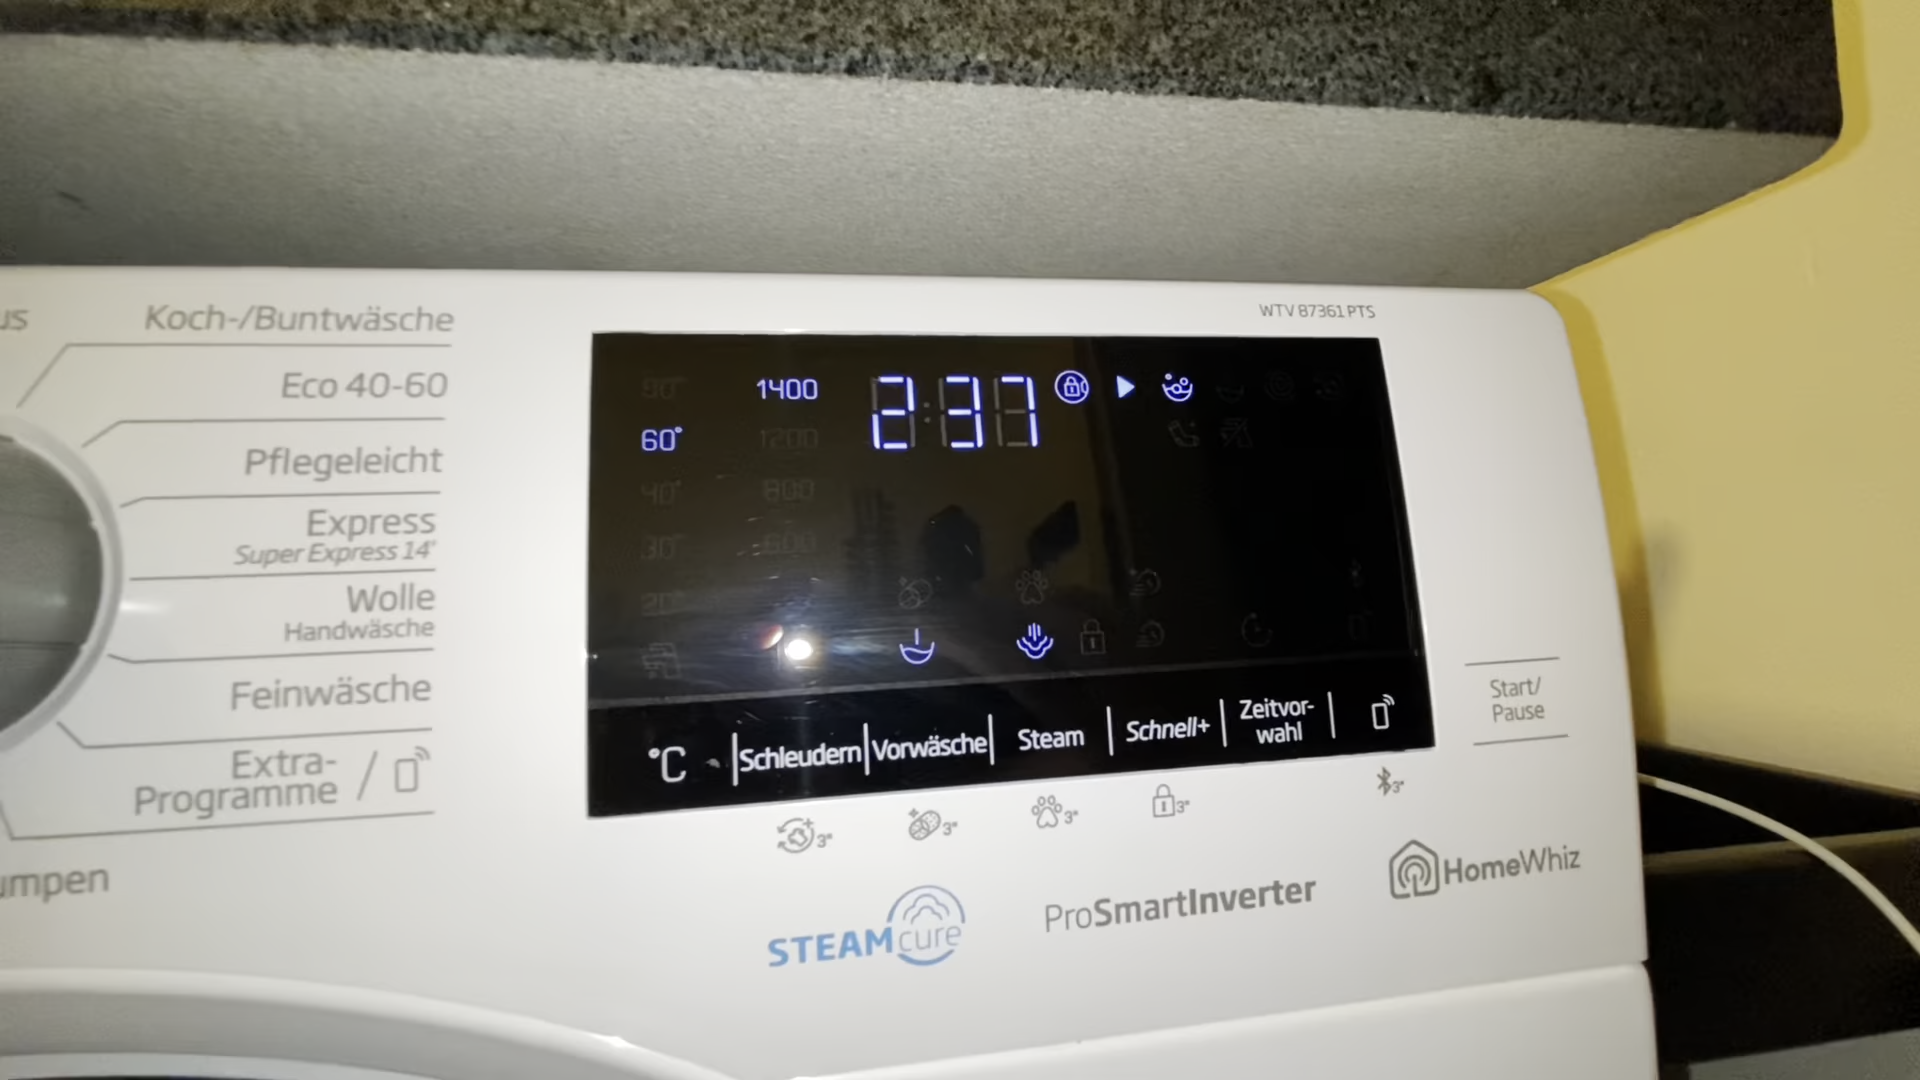 us
Koch-/Buntwäsche
Eco 40-60
Pflegeleicht
Express
Super Express 14'
Wolle
Handwäsche
Feinwäsche
Extra-
Programme /
umpen
WTV 87361 PTS
1400
2:37
60°
1200
40°
800
30°
600
20°
°C
Schleudern
Vorwäsche
Steam
Schnell+
Zeitvor-
wahl
Start/
Pause
3"
3"
3"
3"
3"
STEAMcure
ProSmartInverter
HomeWhiz